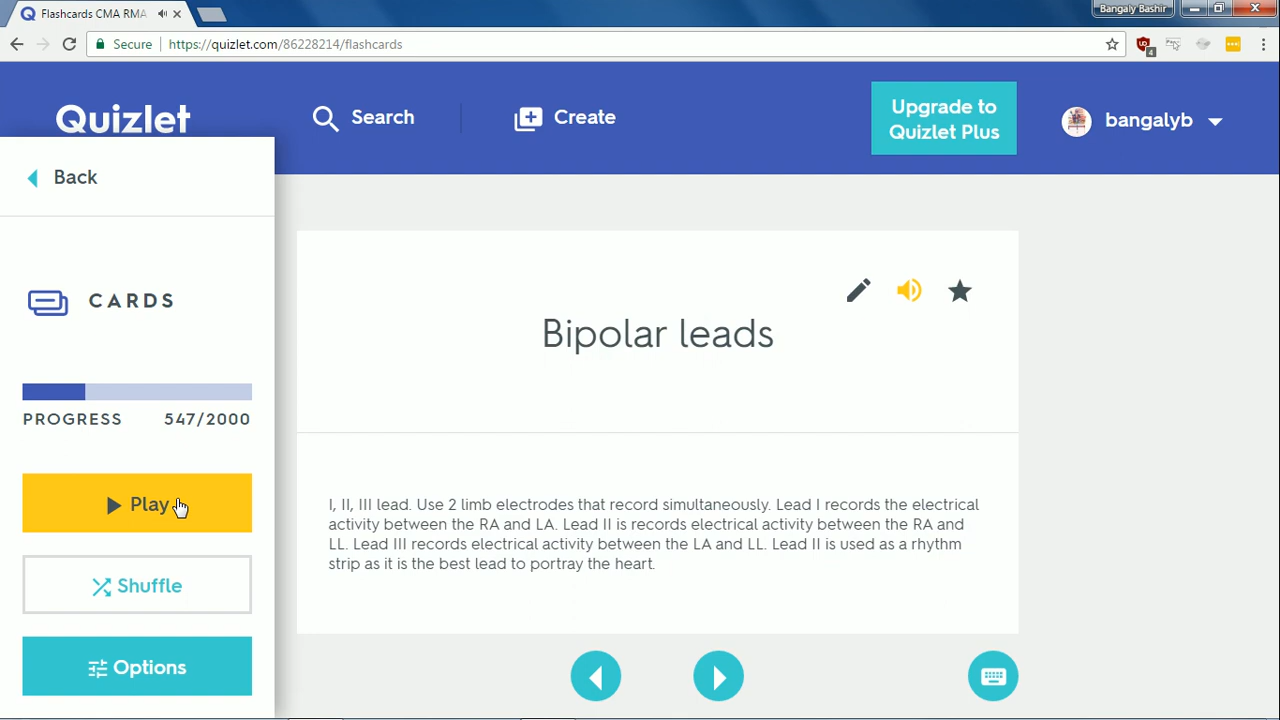 Flashcards CMA RMA
Bangaly Bashir
Secure
https://quizlet.com/86228214/flashcards
4
Quizlet
Search
Create
Upgrade to
Quizlet Plus
bangalyb
Back
CARDS
PROGRESS 547/2000
Play
Shuffle
Options
Bipolar leads
I, II, III lead. Use 2 limb electrodes that record simultaneously. Lead I records the electrical
activity between the RA and LA. Lead II is records electrical activity between the RA and
LL. Lead III records electrical activity between the LA and LL. Lead II is used as a rhythm
strip as it is the best lead to portray the heart.